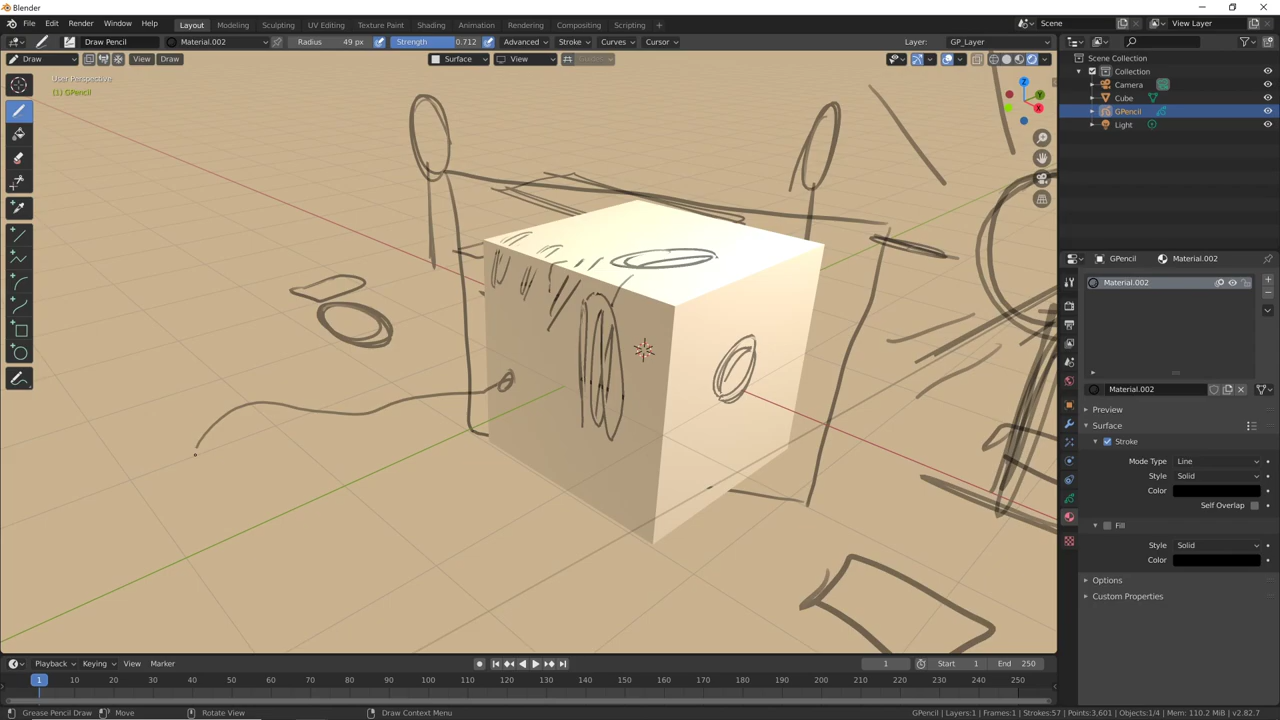 Blender
File Edit Render Window Help Layout Modeling Sculpting UV Editing Texture Paint Shading Animation Rendering Compositing Scripting + Scene View Layer
Draw Pencil Material.002 Radius 49 px Strength 0.712 Advanced Stroke Curves Cursor Layer: GP_Layer
Draw View Draw Surface View
User Perspective
(1) GPencil
Z
Y
X
Scene Collection
Collection
Camera
Cube
GPencil
Light
GPencil Material.002
Material.002
Material.002
Preview
Surface
Stroke
Mode Type Line
Style Solid
Color
Self Overlap
Fill
Style Solid
Color
Options
Custom Properties
Playback Keying View Marker 1 Start 1 End 250
1 10 20 30 40 50 60 70 80 90 100 110 120 130 140 150 160 170 180 190 200 210 220 230 240 250
Grease Pencil Draw Move Rotate View Draw Context Menu GPencil | Layers:1 | Frames:1 | Strokes:57 | Points:3,601 | Objects:1/4 | Mem: 110.2 MiB | v2.82.7